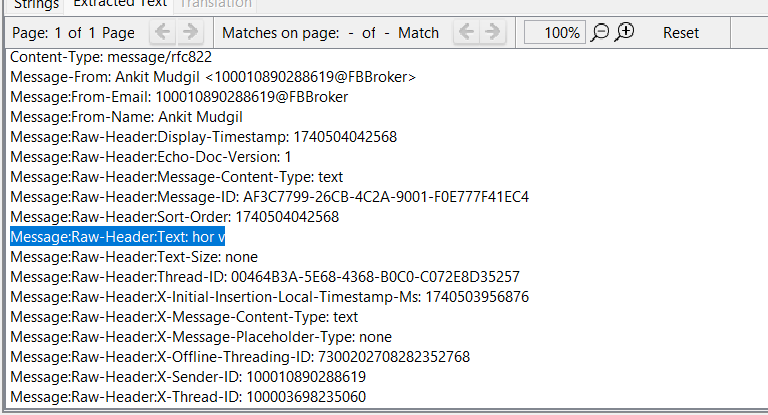 Strings Extracted Text Translation
Page: 1 of 1 Page Matches on page: - of - Match 100% Reset
Content-Type: message/rfc822
Message-From: Ankit Mudgil <100010890288619@FBBroker>
Message:From-Email: 100010890288619@FBBroker
Message:From-Name: Ankit Mudgil
Message:Raw-Header:Display-Timestamp: 1740504042568
Message:Raw-Header:Echo-Doc-Version: 1
Message:Raw-Header:Message-Content-Type: text
Message:Raw-Header:Message-ID: AF3C7799-26CB-4C2A-9001-F0E777F41EC4
Message:Raw-Header:Sort-Order: 1740504042568
Message:Raw-Header:Text: hor v
Message:Raw-Header:Text-Size: none
Message:Raw-Header:Thread-ID: 00464B3A-5E68-4368-B0C0-C072E8D35257
Message:Raw-Header:X-Initial-Insertion-Local-Timestamp-Ms: 1740503956876
Message:Raw-Header:X-Message-Content-Type: text
Message:Raw-Header:X-Message-Placeholder-Type: none
Message:Raw-Header:X-Offline-Threading-ID: 7300202708282352768
Message:Raw-Header:X-Sender-ID: 100010890288619
Message:Raw-Header:X-Thread-ID: 100003698235060